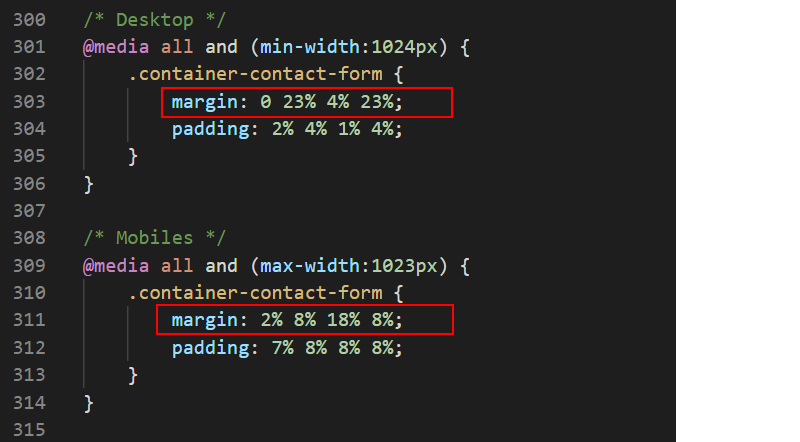 300 /* Desktop */
301 @media all and (min-width:1024px) {
302 .container-contact-form {
303 margin: 0 23% 4% 23%;
304 padding: 2% 4% 1% 4%;
305 }
306 }
307
308 /* Mobiles */
309 @media all and (max-width:1023px) {
310 .container-contact-form {
311 margin: 2% 8% 18% 8%;
312 padding: 7% 8% 8% 8%;
313 }
314 }
315